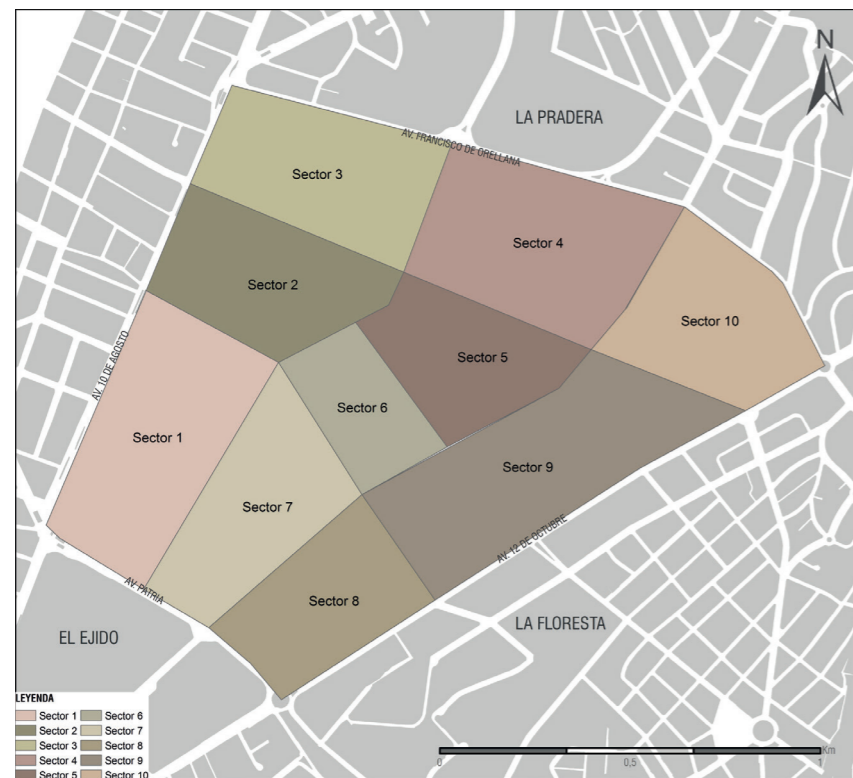 N
LA PRADERA
AV. FRANCISCO DE ORELLANA
Sector 3
Sector 4
Sector 2
Sector 10
AV. 10 DE AGOSTO
Sector 5
Sector 6
Sector 1
Sector 9
Sector 7
AV. 12 DE OCTUBRE
AV. PATRIA
Sector 8
LA FLORESTA
EL EJIDO
LEYENDA
Sector 1 Sector 6
Sector 2 Sector 7
Sector 3 Sector 8
Sector 4 Sector 9
Sector 5 Sector 10
0 0,5 1 Km